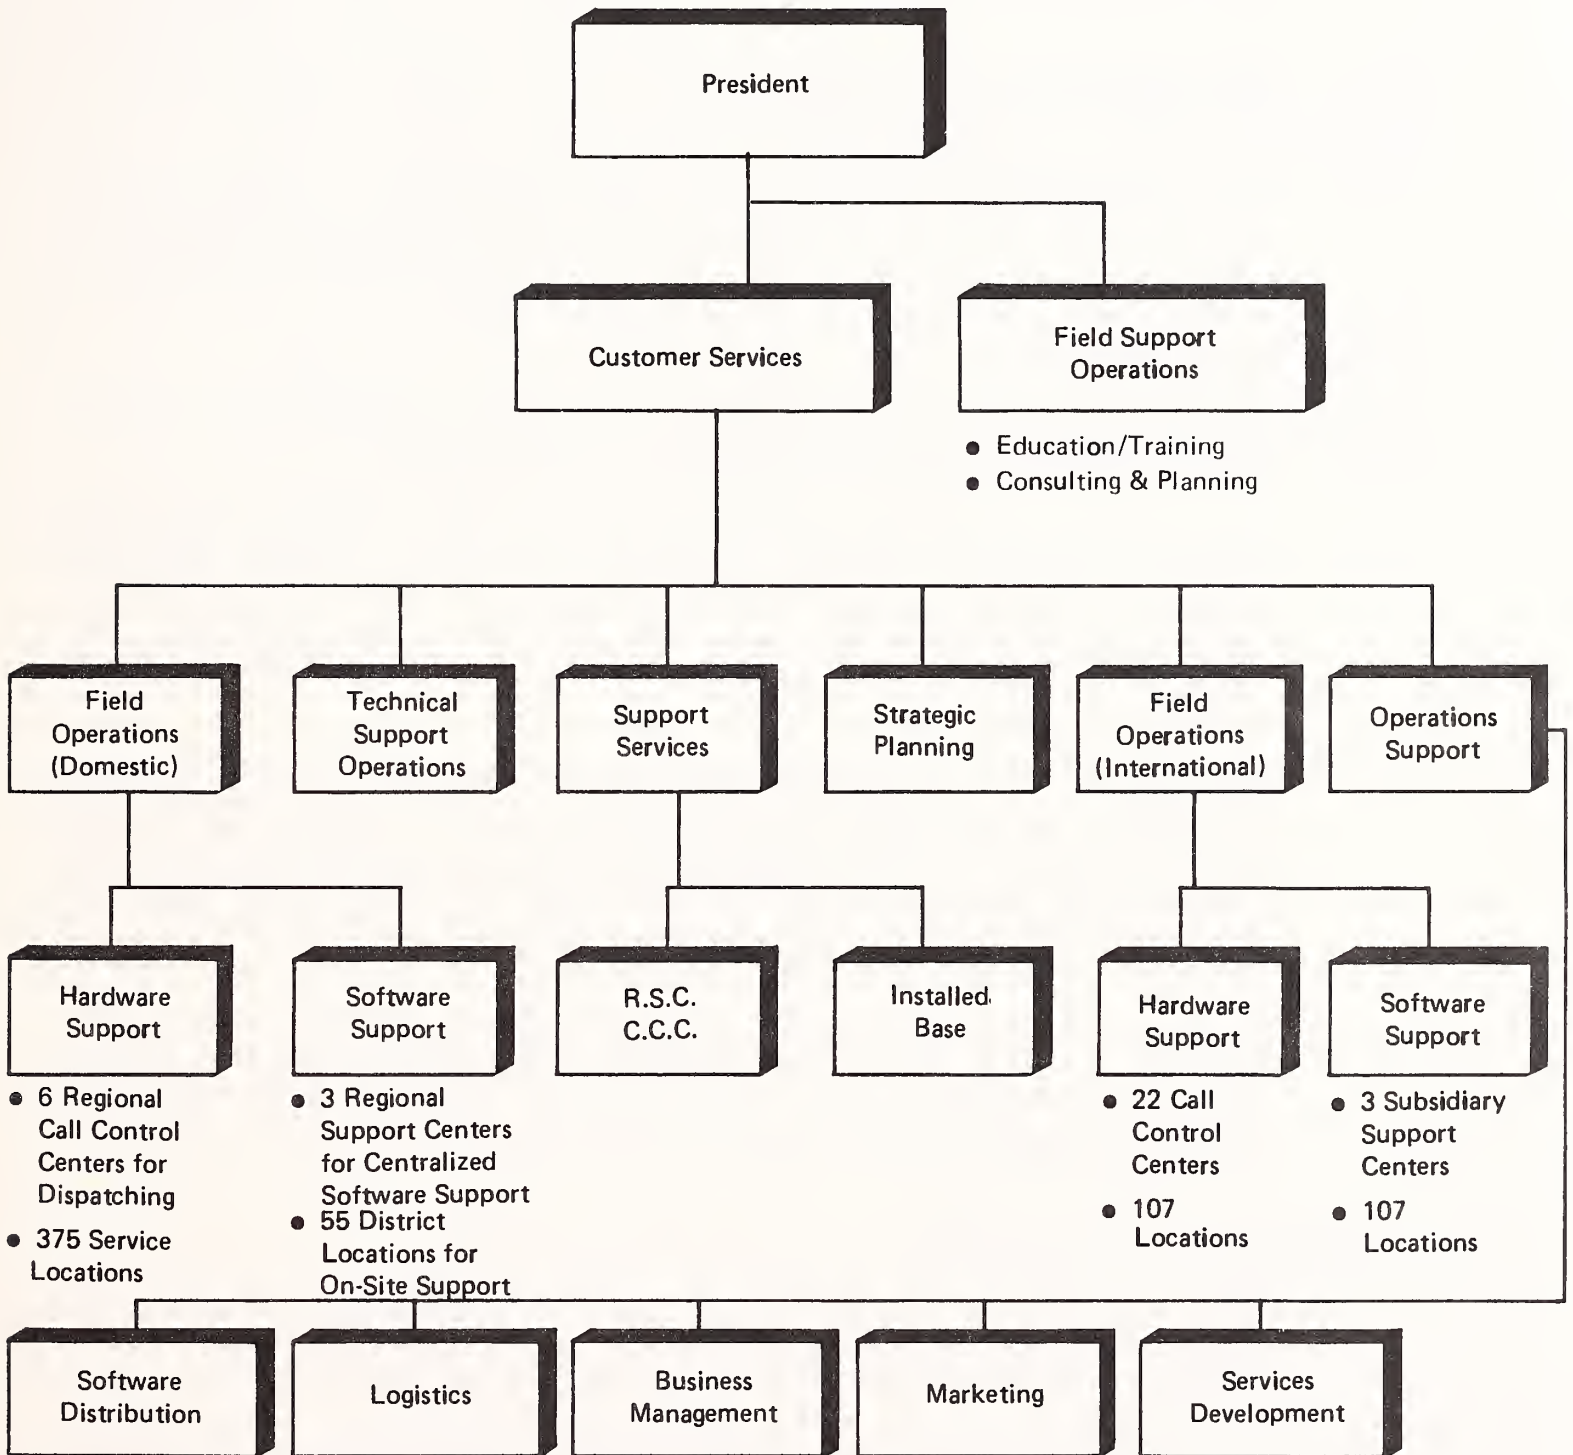 President
Customer Services
Field Support
Operations
● Education/Training
● Consulting & Planning
Field
Operations
(Domestic)
Technical
Support
Operations
Support
Services
Strategic
Planning
Field
Operations
(International)
Operations
Support
Hardware
Support
Software
Support
R.S.C.
C.C.C.
Installed
Base
Hardware
Support
Software
Support
● 6 Regional
Call Control
Centers for
Dispatching
● 375 Service
Locations
● 3 Regional
Support Centers
for Centralized
Software Support
● 55 District
Locations for
On-Site Support
● 22 Call
Control
Centers
● 107
Locations
● 3 Subsidiary
Support
Centers
● 107
Locations
Software
Distribution
Logistics
Business
Management
Marketing
Services
Development